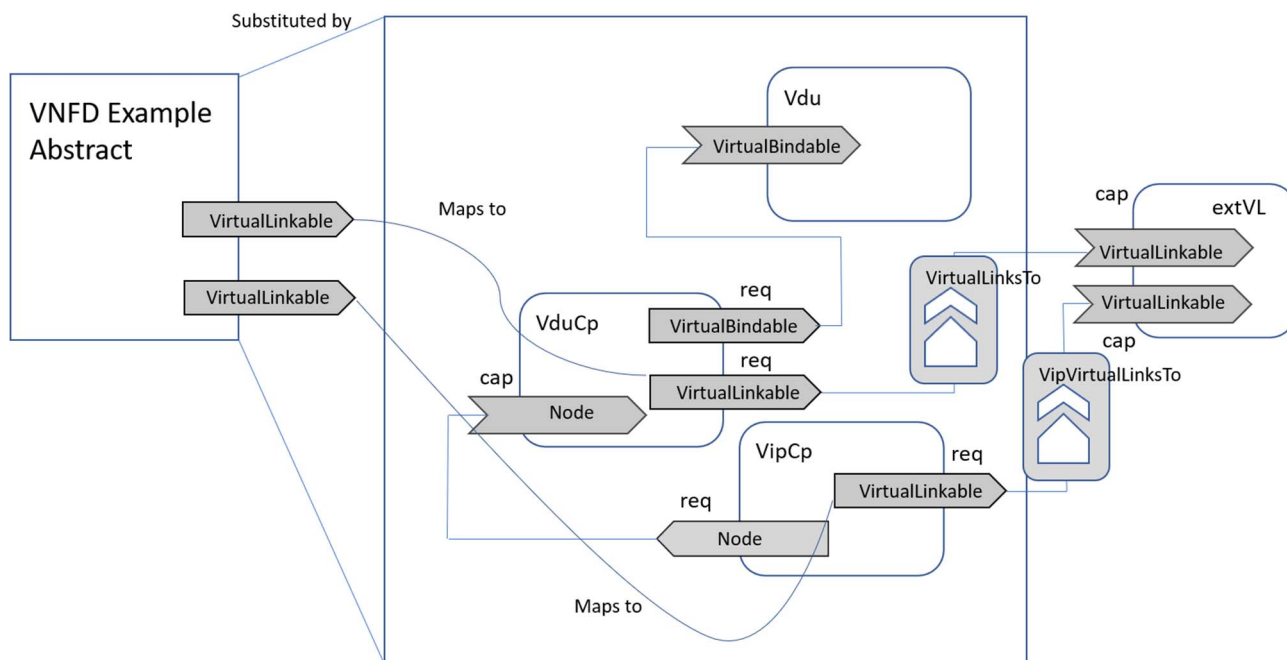 Substituted by
VNFD Example
Abstract
VirtualLinkable
VirtualLinkable
Maps to
Vdu
VirtualBindable
cap
extVL
VirtualLinkable
VirtualLinkable
cap
VirtualLinksTo
req
VduCp
VirtualBindable
req
cap
VirtualLinkable
Node
VipVirtualLinksTo
VipCp
req
VirtualLinkable
req
Node
Maps to